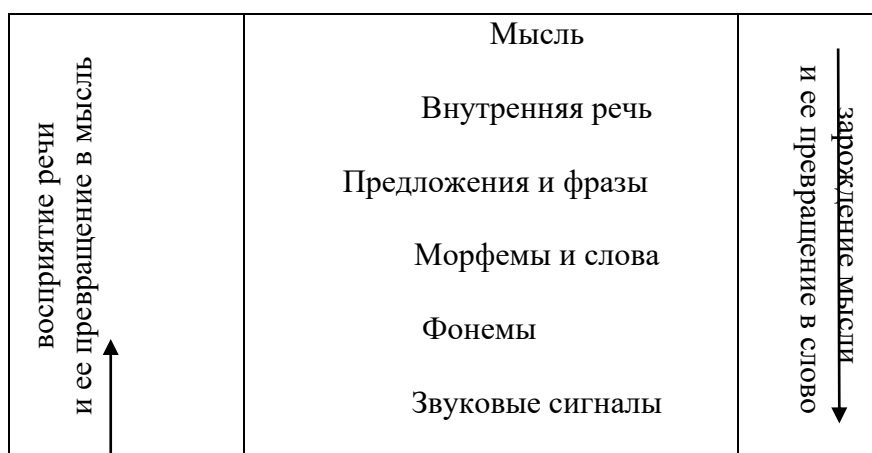 восприятие речи
и ее превращение в мысль
Мысль
Внутренняя речь
Предложения и фразы
Морфемы и слова
Фонемы
Звуковые сигналы
зарождение мысли
и ее превращение в слово